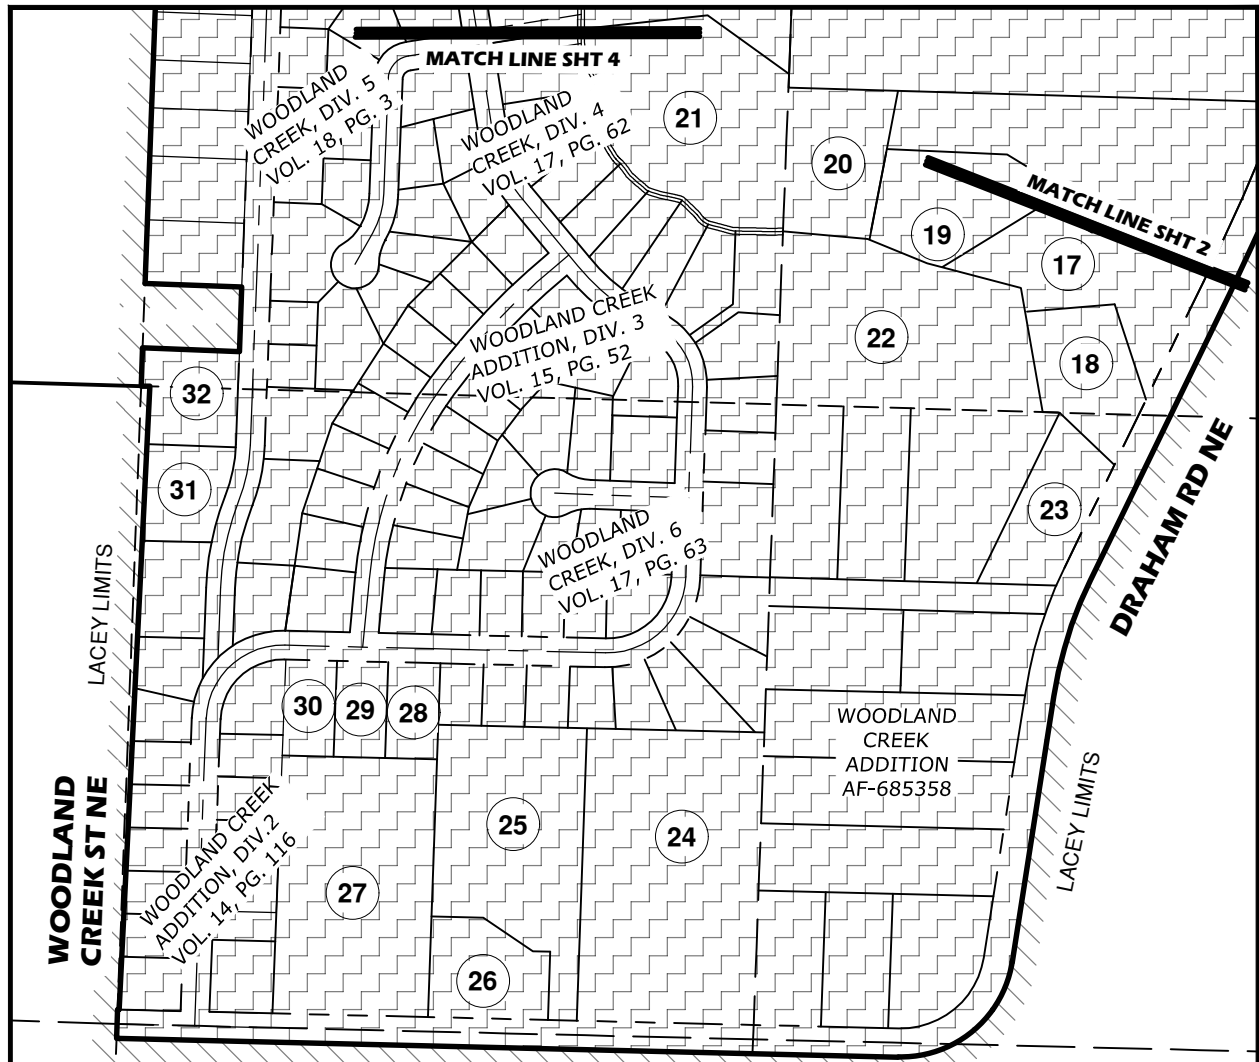 MATCH LINE SHT 4
WOODLAND
CREEK, DIV. 5
VOL. 18, PG. 3
WOODLAND
CREEK, DIV. 4
VOL. 17, PG. 62
21
20
MATCH LINE SHT 2
19
17
WOODLAND CREEK
ADDITION, DIV. 3
VOL. 15, PG. 52
22
18
32
31
23
DRAHAM RD NE
WOODLAND
CREEK, DIV. 6
VOL. 17, PG. 63
LACEY LIMITS
30
29
28
WOODLAND
CREEK
ADDITION
AF-685358
LACEY LIMITS
WOODLAND
CREEK ST NE
WOODLAND CREEK
ADDITION, DIV.2
VOL. 14, PG. 116
25
24
27
26